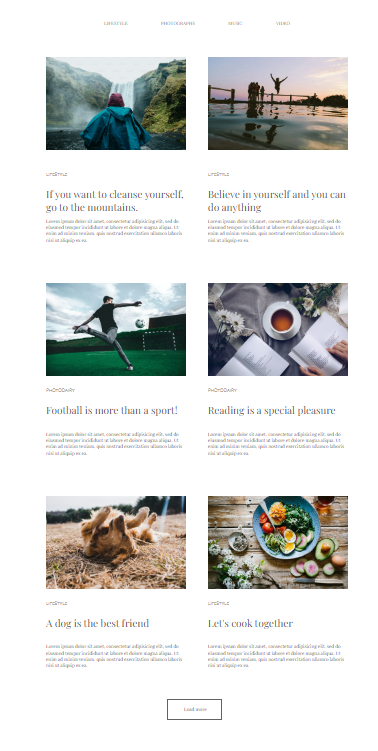 LIFESTYLE PHOTOGRAPHS MUSIC VIDEO
LIFESTYLE
If you want to cleanse yourself,
go to the mountains.
Lorem ipsum dolor sit amet, consectetur adipisicing elit, sed do
eiusmod tempor incididunt ut labore et dolore magna aliqua. Ut
enim ad minim veniam, quis nostrud exercitation ullamco laboris
nisi ut aliquip ex ea.
LIFESTYLE
Believe in yourself and you can
do anything
Lorem ipsum dolor sit amet, consectetur adipisicing elit, sed do
eiusmod tempor incididunt ut labore et dolore magna aliqua. Ut
enim ad minim veniam, quis nostrud exercitation ullamco laboris
nisi ut aliquip ex ea.
PHOTODIARY
Football is more than a sport!
Lorem ipsum dolor sit amet, consectetur adipisicing elit, sed do
eiusmod tempor incididunt ut labore et dolore magna aliqua. Ut
enim ad minim veniam, quis nostrud exercitation ullamco laboris
nisi ut aliquip ex ea.
PHOTODIARY
Reading is a special pleasure
Lorem ipsum dolor sit amet, consectetur adipisicing elit, sed do
eiusmod tempor incididunt ut labore et dolore magna aliqua. Ut
enim ad minim veniam, quis nostrud exercitation ullamco laboris
nisi ut aliquip ex ea.
LIFESTYLE
A dog is the best friend
Lorem ipsum dolor sit amet, consectetur adipisicing elit, sed do
eiusmod tempor incididunt ut labore et dolore magna aliqua. Ut
enim ad minim veniam, quis nostrud exercitation ullamco laboris
nisi ut aliquip ex ea.
LIFESTYLE
Let's cook together
Lorem ipsum dolor sit amet, consectetur adipisicing elit, sed do
eiusmod tempor incididunt ut labore et dolore magna aliqua. Ut
enim ad minim veniam, quis nostrud exercitation ullamco laboris
nisi ut aliquip ex ea.
Load more